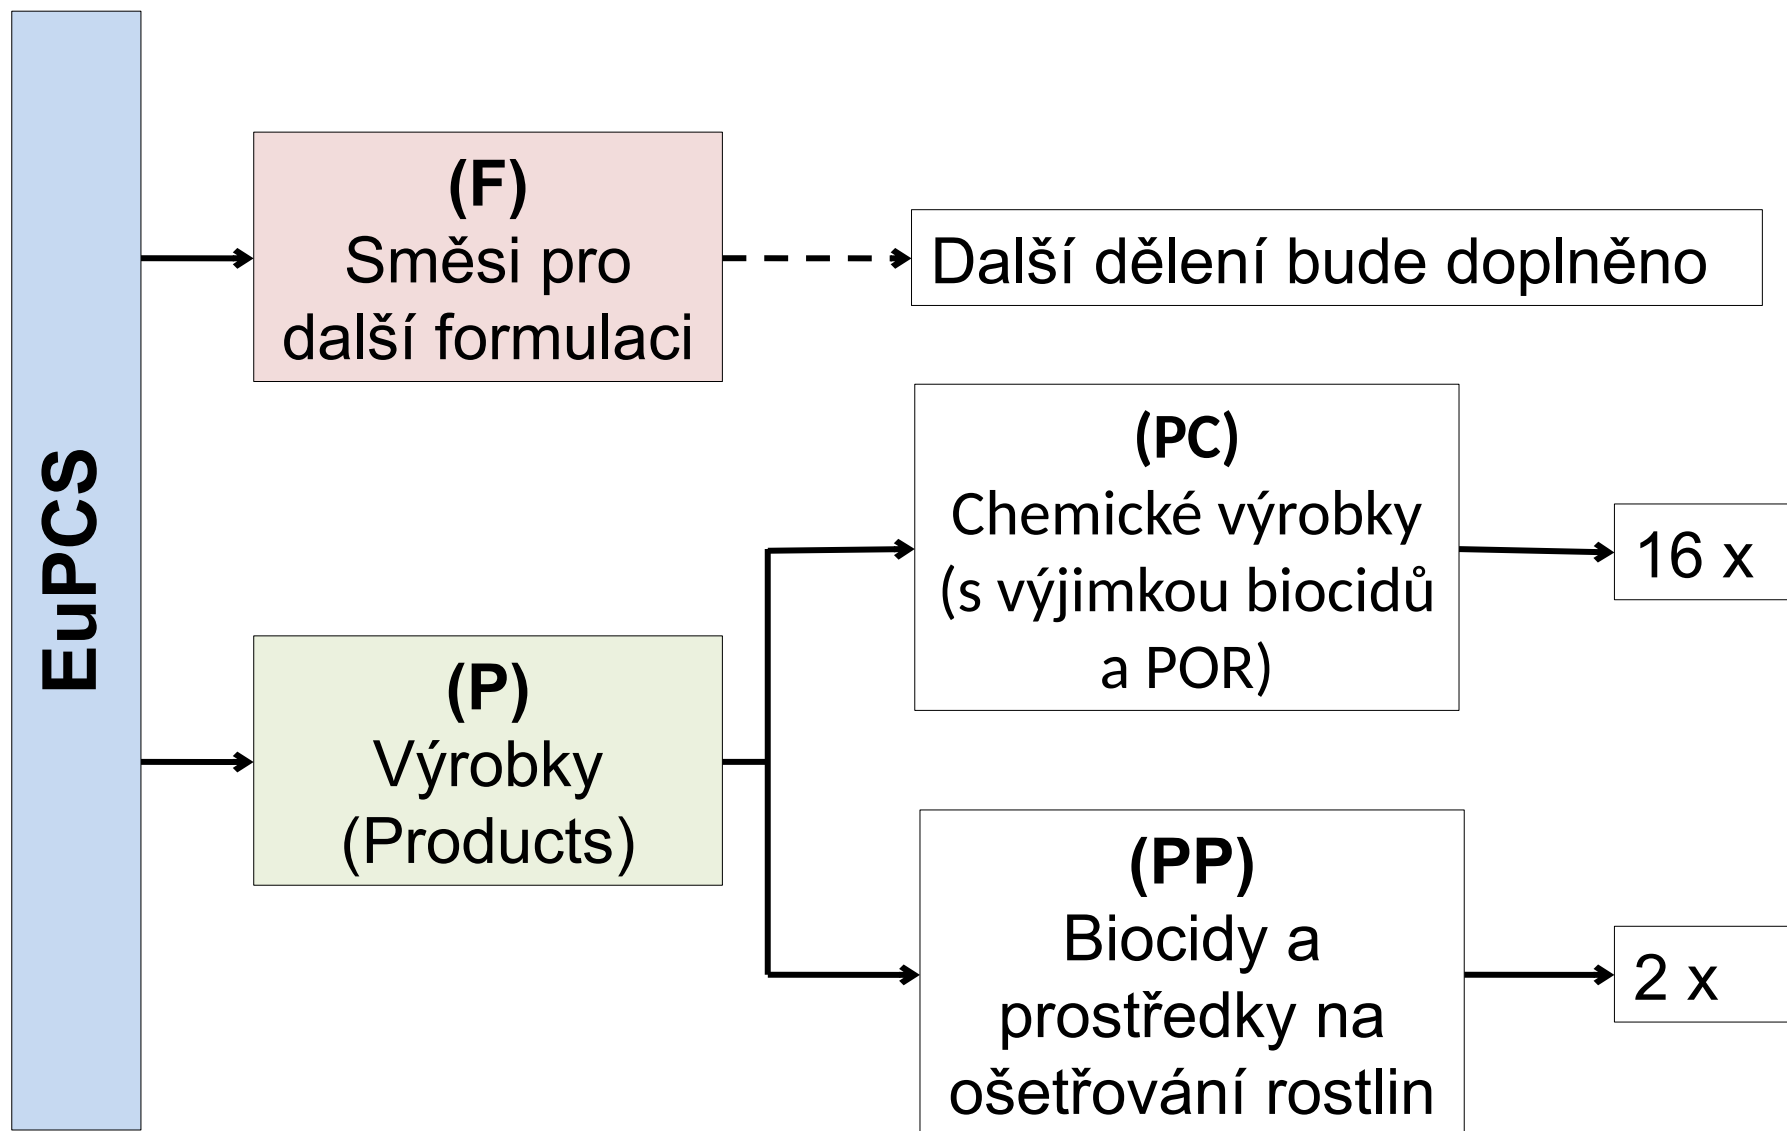 EuPCS
(F)
Směsi pro
další formulaci
Další dělení bude doplněno
(P)
Výrobky
(Products)
(PC)
Chemické výrobky
(s výjimkou biocidů
a POR)
16 x
(PP)
Biocidy a
prostředky na
ošetřování rostlin
2 x